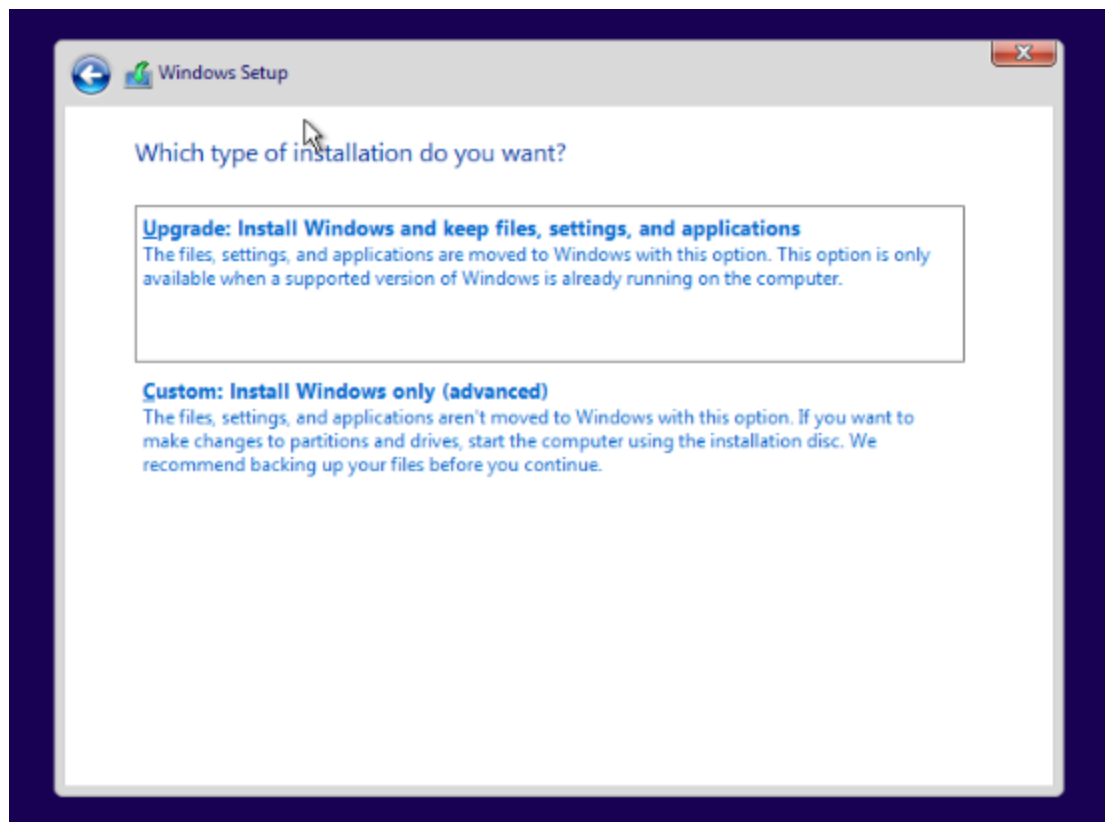 Windows Setup
Which type of installation do you want?
Upgrade: Install Windows and keep files, settings, and applications
The files, settings, and applications are moved to Windows with this option. This option is only
available when a supported version of Windows is already running on the computer.
Custom: Install Windows only (advanced)
The files, settings, and applications aren't moved to Windows with this option. If you want to
make changes to partitions and drives, start the computer using the installation disc. We
recommend backing up your files before you continue.